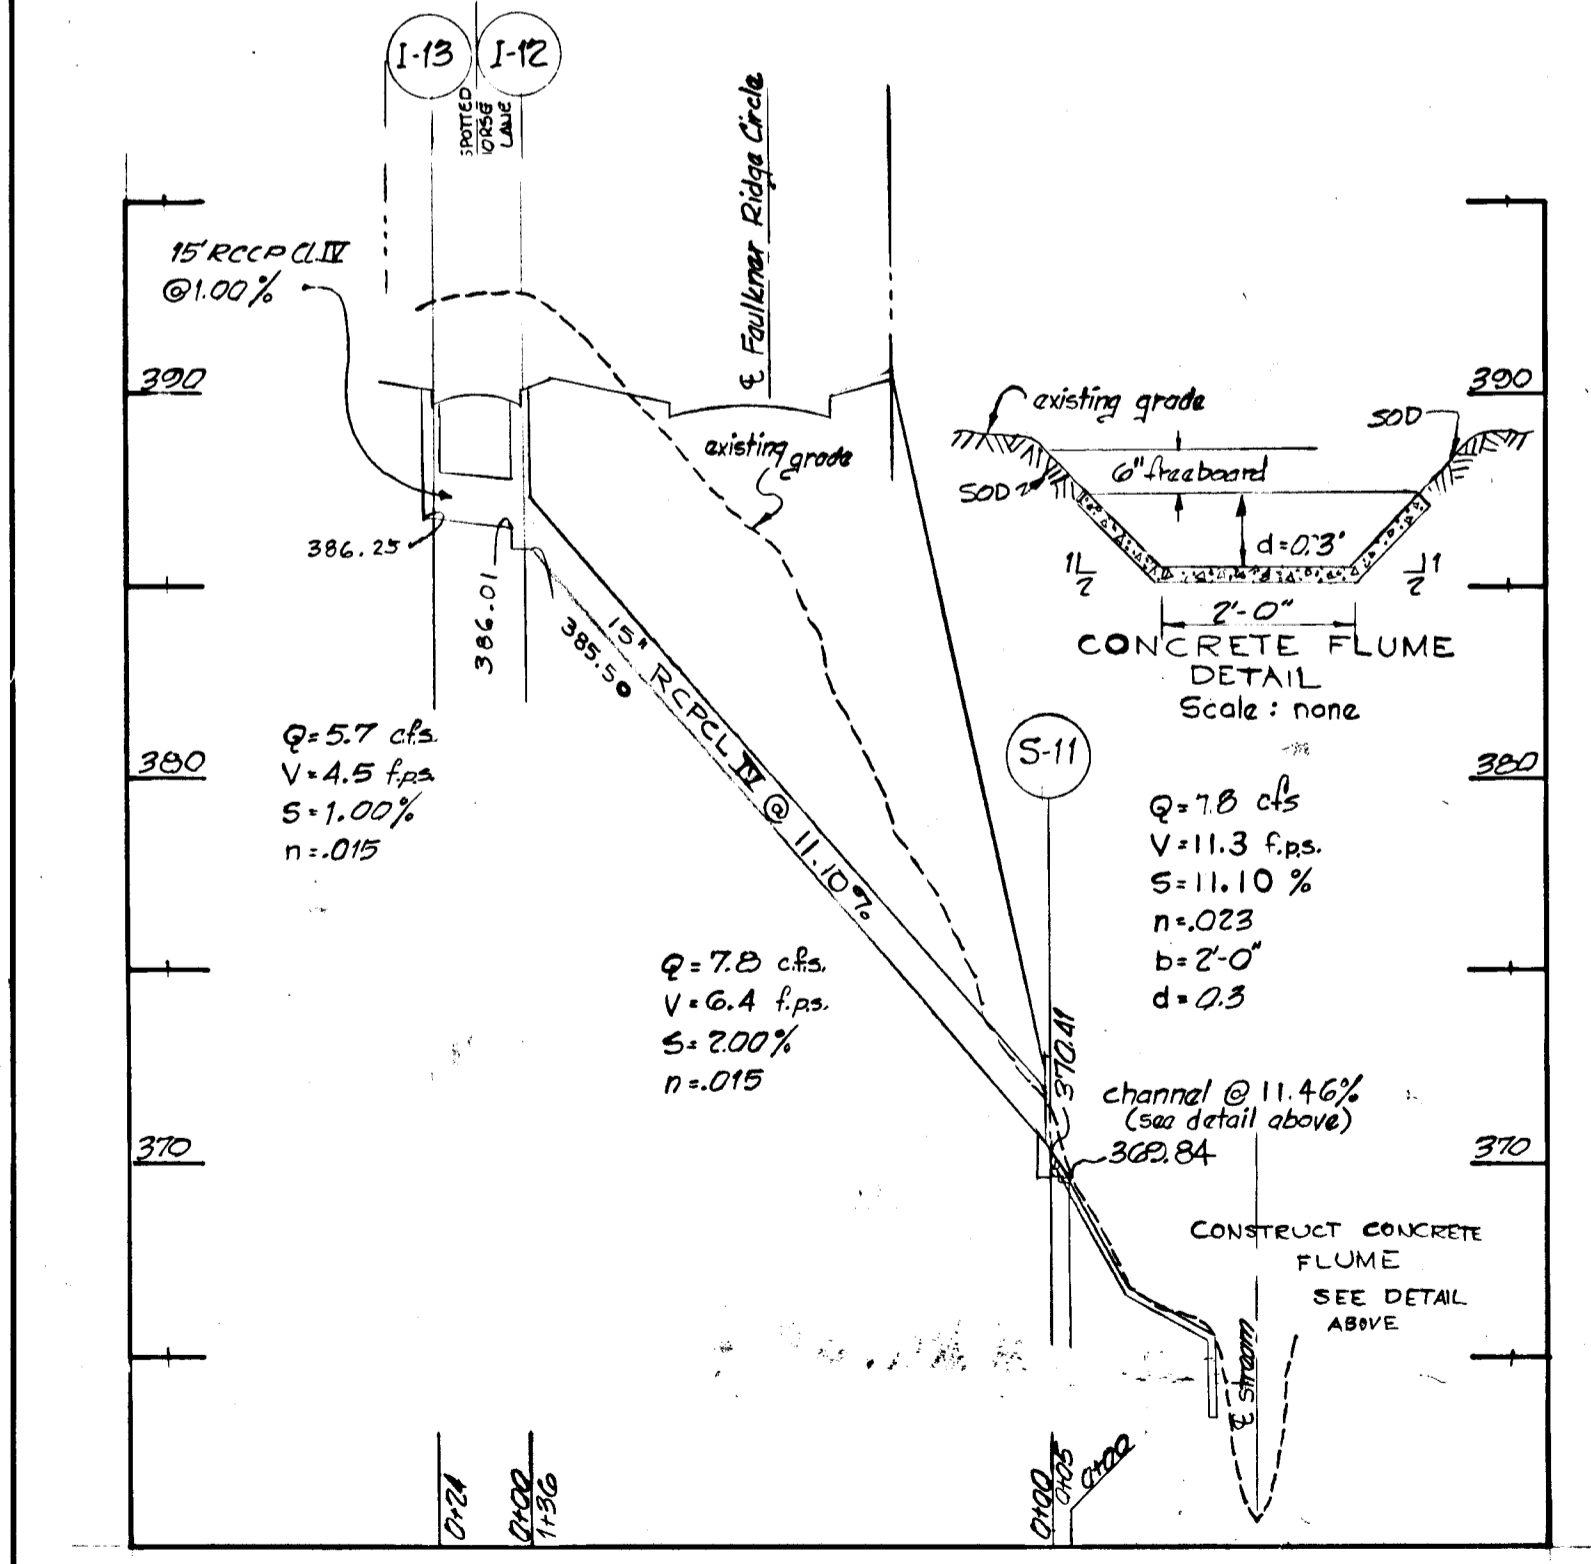 I-13
I-12
SPOTTED
HORSE
LANE
℄ Faulkner Ridge Circle
15' RCCP CL.IV
@1.00%
390
390
existing grade
SOD
6" freeboard
SOD
existing grade
d=0.3'
1
2
1
2
2'-0"
386.25
386.01
385.50
15" RCPCL IV @ 11.10%
CONCRETE FLUME
DETAIL
Scale: none
Q=5.7 c.f.s.
V=4.5 f.p.s.
S=1.00%
n=.015
S-11
380
380
Q=7.8 cfs
V=11.3 f.p.s.
S=11.10 %
n=.023
b=2'-0"
d=0.3
Q=7.8 c.f.s.
V=6.4 f.p.s.
S=2.00%
n=.015
370.41
channel @ 11.46%
(see detail above)
369.84
370
370
CONSTRUCT CONCRETE
FLUME
SEE DETAIL
ABOVE
℄ stream
0+24
0+00
1+36
0+00
0+05
0+00